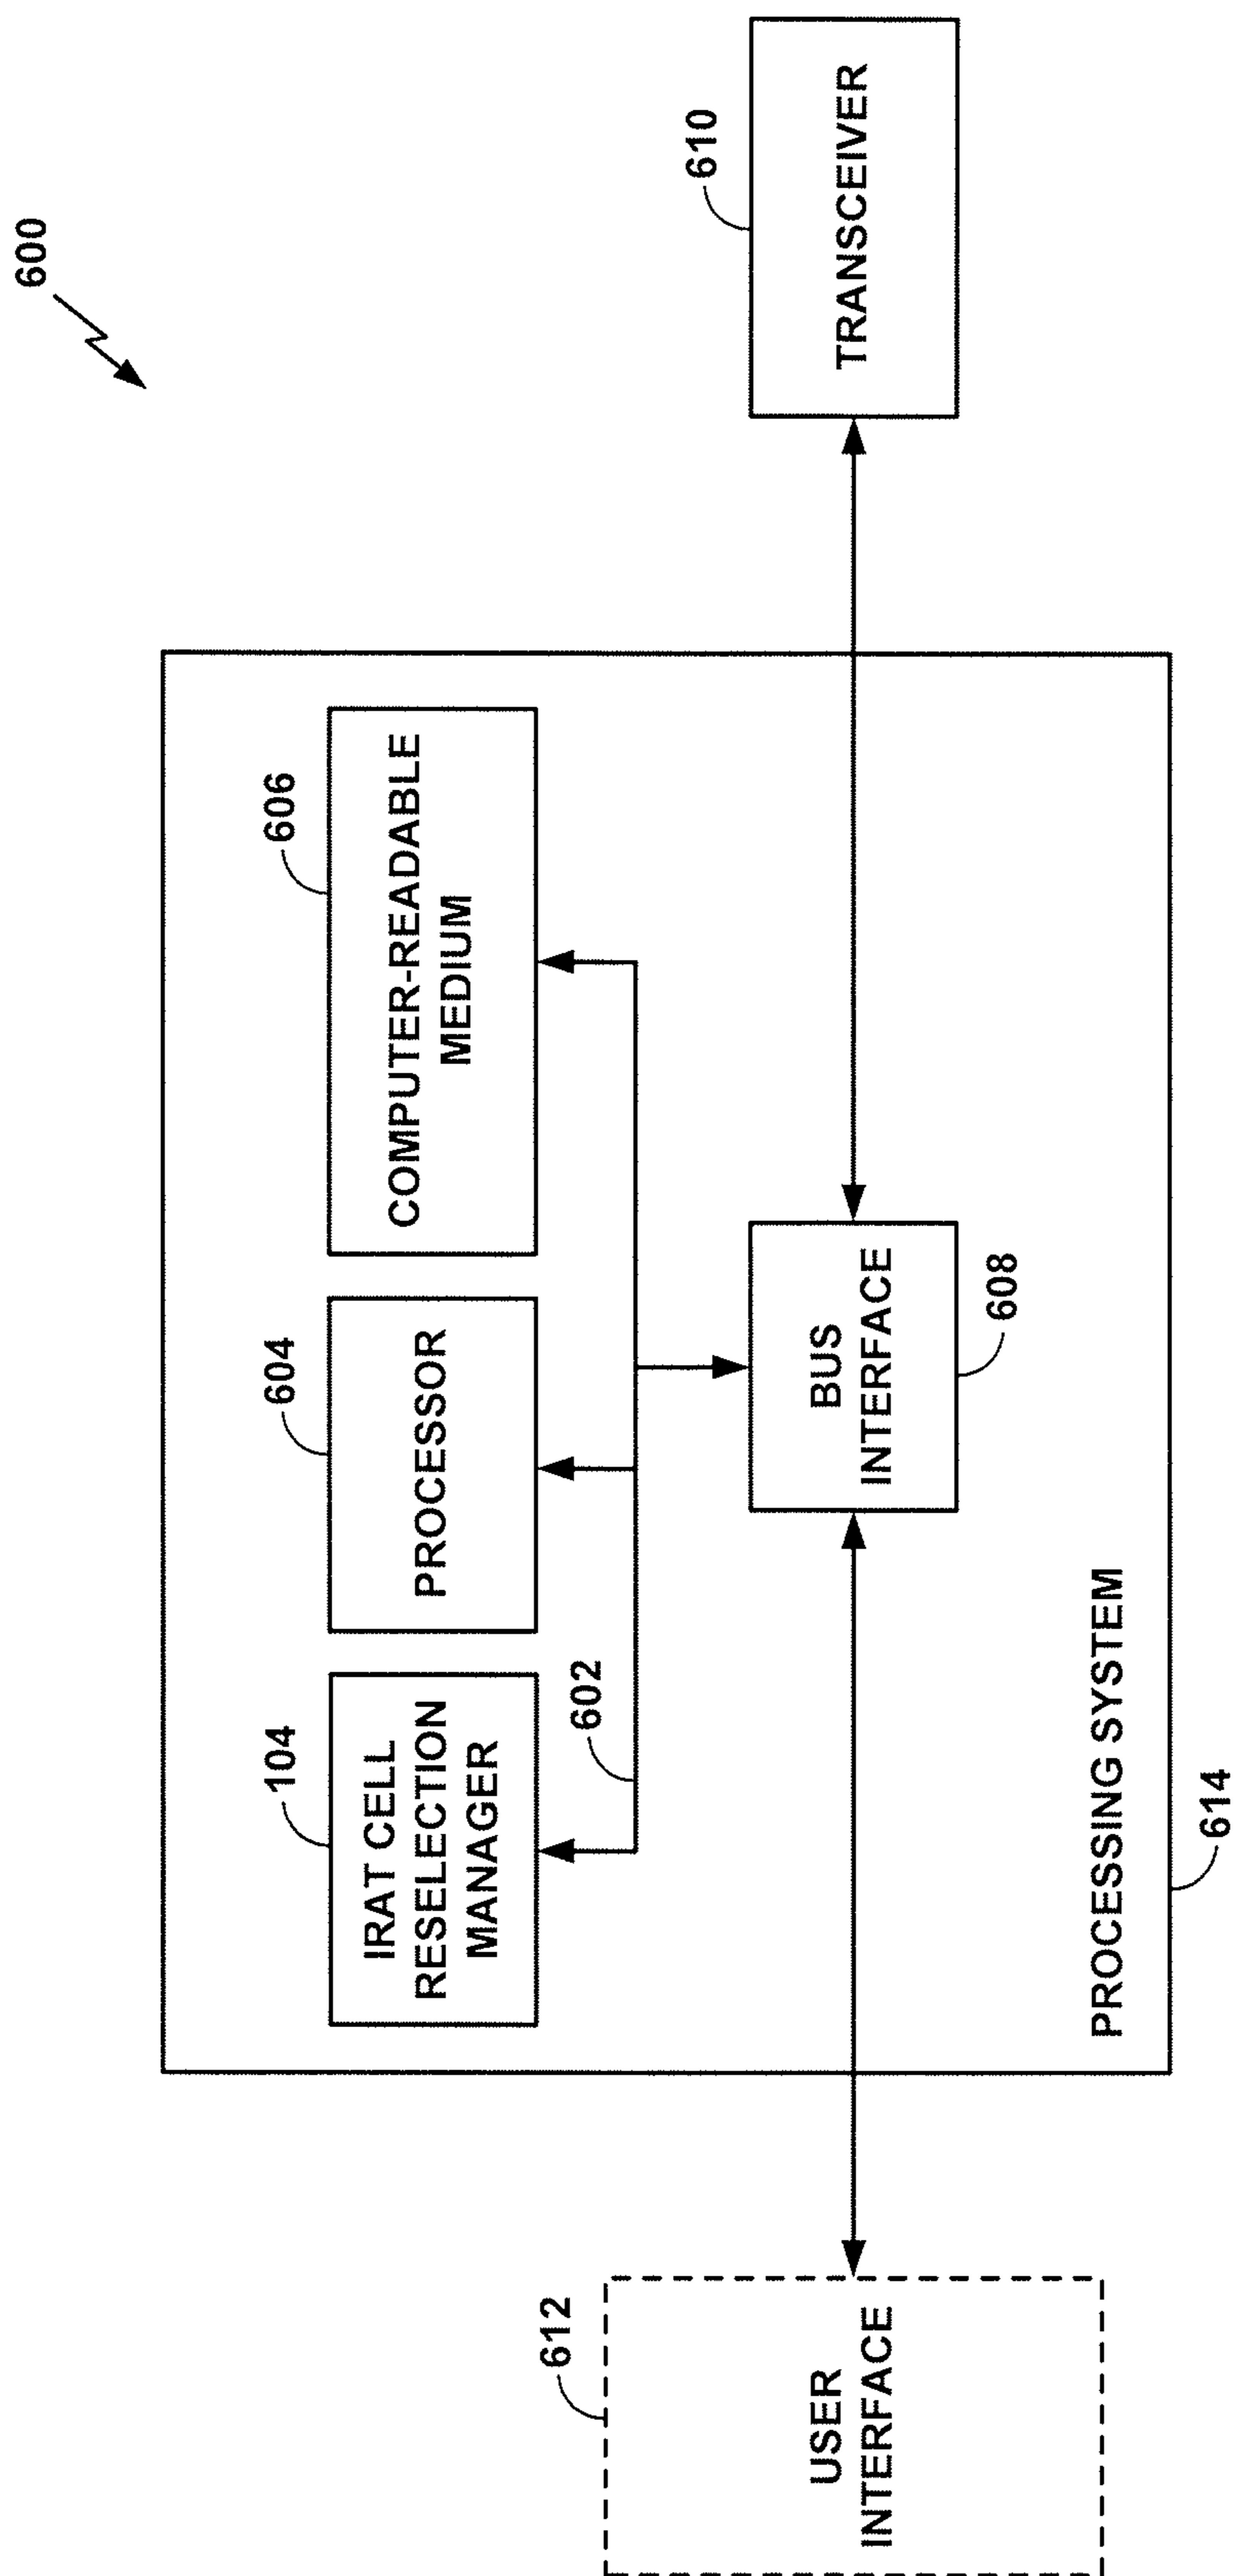 600
104
IRAT CELL
RESELECTION
MANAGER
604
PROCESSOR
606
COMPUTER-READABLE
MEDIUM
602
612
USER
INTERFACE
BUS
INTERFACE
608
610
TRANSCEIVER
PROCESSING SYSTEM
614